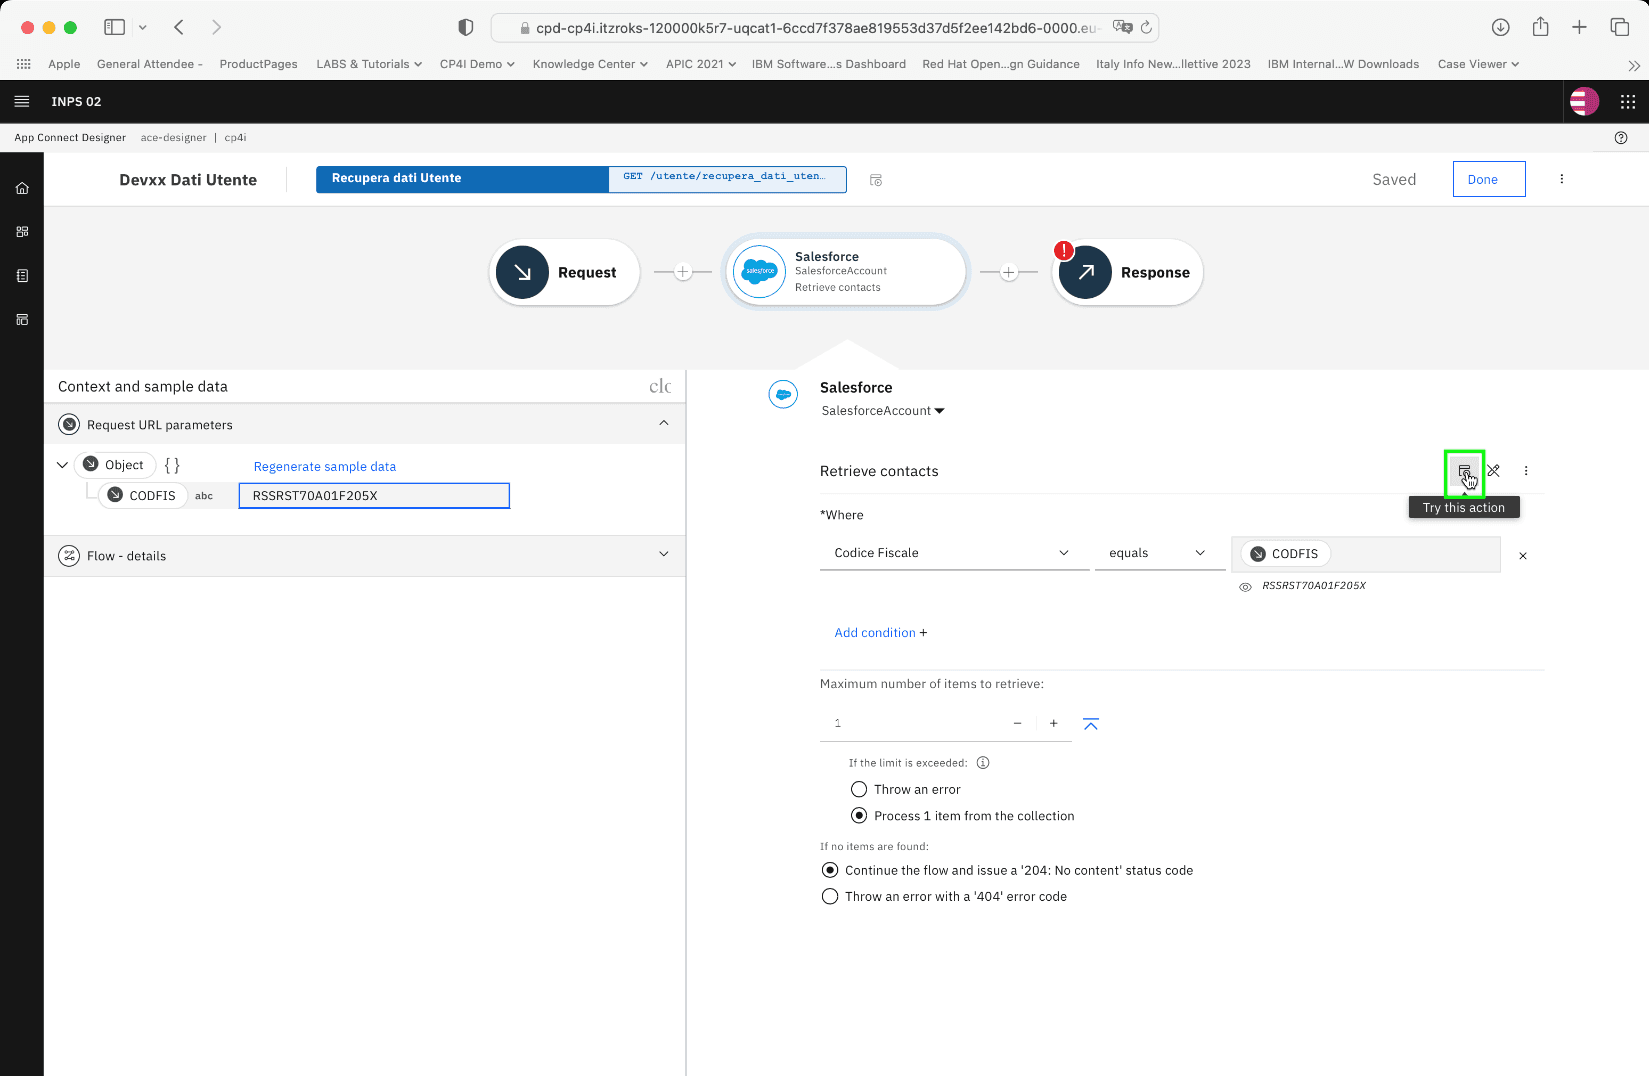 cpd-cp4i.itzroks-120000k5r7-uqcat1-6ccd7f378ae819553d37d5f2ee142bd6-0000.eu-
Apple General Attendee - ProductPages LABS & Tutorials CP4I Demo Knowledge Center APIC 2021 IBM Software...s Dashboard Red Hat Open...gn Guidance Italy Info New...llettive 2023 IBM Internal...W Downloads Case Viewer
INPS 02
App Connect Designer ace-designer | cp4i
Devxx Dati Utente
Recupera dati Utente
GET /utente/recupera_dati_uten...
Saved
Done
Request
salesforce
Salesforce
SalesforceAccount
Retrieve contacts
!
Response
Context and sample data
clc
Request URL parameters
Object { }
Regenerate sample data
CODFIS abc RSSRST70A01F205X
Flow - details
Salesforce
SalesforceAccount
Retrieve contacts
Try this action
*Where
Codice Fiscale
equals
CODFIS
RSSRST70A01F205X
Add condition +
Maximum number of items to retrieve:
1 − +
If the limit is exceeded:
Throw an error
Process 1 item from the collection
If no items are found:
Continue the flow and issue a '204: No content' status code
Throw an error with a '404' error code